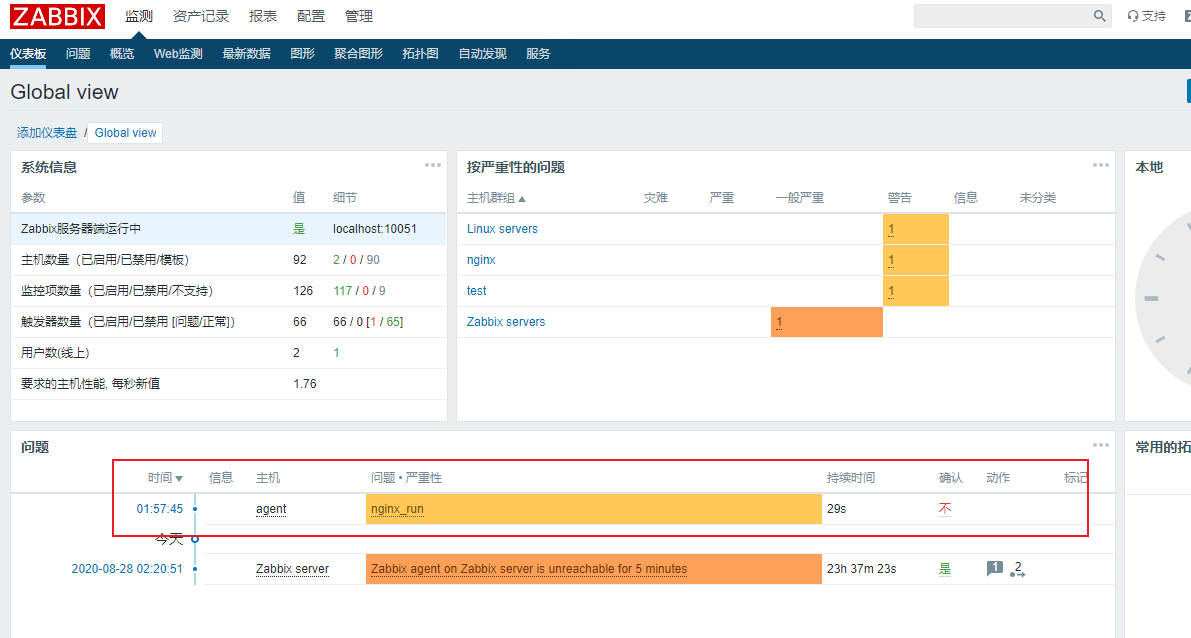 ZABBIX 监测 资产记录 报表 配置 管理 支持
仪表板 问题 概览 Web监测 最新数据 图形 聚合图形 拓扑图 自动发现 服务
Global view
添加仪表盘 / Global view
系统信息
参数 值 细节
Zabbix服务器端运行中 是 localhost:10051
主机数量（已启用/已禁用/模板） 92 2 / 0 / 90
监控项数量（已启用/已禁用/不支持） 126 117 / 0 / 9
触发器数量（已启用/已禁用 [问题/正常]） 66 66 / 0 [1 / 65]
用户数(线上) 2 1
要求的主机性能, 每秒新值 1.76
按严重性的问题
主机群组 灾难 严重 一般严重 警告 信息 未分类
Linux servers 1
nginx 1
test 1
Zabbix servers 1
本地
问题
时间 信息 主机 问题 • 严重性 持续时间 确认 动作 标记
01:57:45 agent nginx_run 29s 不
今天
2020-08-28 02:20:51 Zabbix server Zabbix agent on Zabbix server is unreachable for 5 minutes 23h 37m 23s 是 1 2
常用的拓